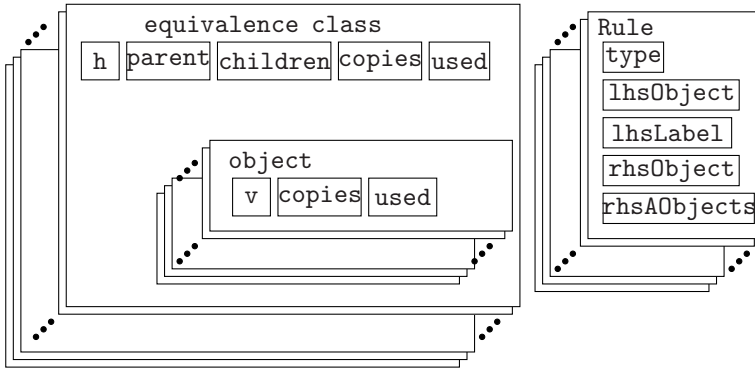 equivalence class
h parent children copies used
object
v copies used
Rule
type
lhsObject
lhsLabel
rhsObject
rhsAObjects